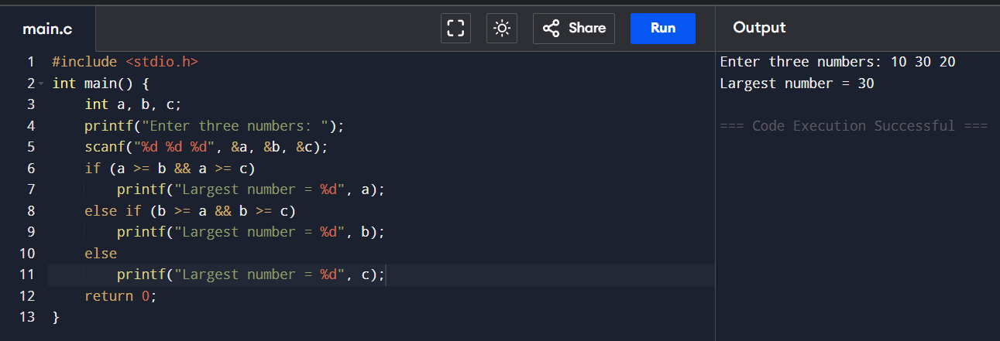 main.c
Share
Run
Output
1 #include <stdio.h>
2 int main() {
3     int a, b, c;
4     printf("Enter three numbers: ");
5     scanf("%d %d %d", &a, &b, &c);
6     if (a >= b && a >= c)
7         printf("Largest number = %d", a);
8     else if (b >= a && b >= c)
9         printf("Largest number = %d", b);
10     else
11         printf("Largest number = %d", c);
12     return 0;
13 }
Enter three numbers: 10 30 20
Largest number = 30
=== Code Execution Successful ===